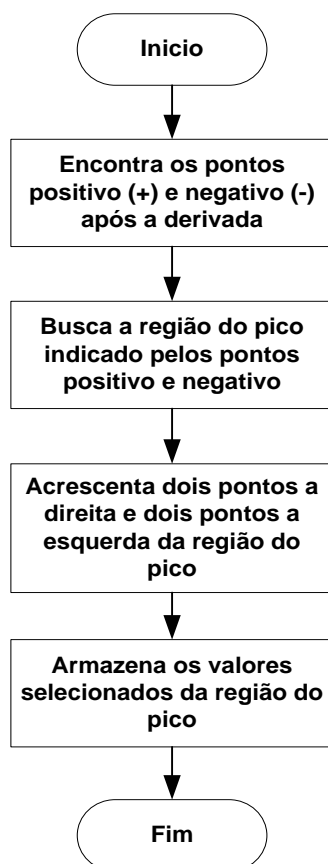 Inicio
Encontra os pontos
positivo (+) e negativo (-)
após a derivada
Busca a região do pico
indicado pelos pontos
positivo e negativo
Acrescenta dois pontos a
direita e dois pontos a
esquerda da região do
pico
Armazena os valores
selecionados da região do
pico
Fim